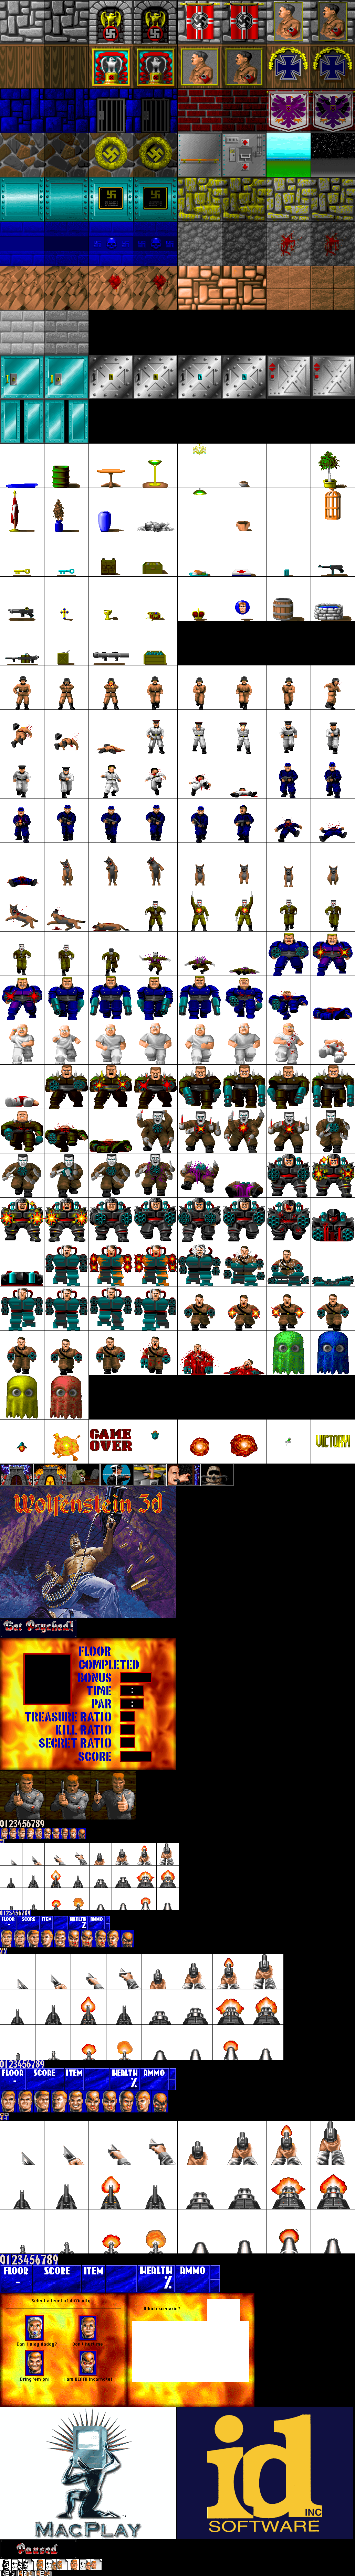 GAME
OVER
VICTORY!
Wolfenstein 3d
Get Psyched!
FLOOR
COMPLETED
BONUS
TIME :
PAR :
TREASURE RATIO
KILL RATIO
SECRET RATIO
SCORE
0123456789
FLOOR SCORE ITEM HEALTH AMMO
- %
0123456789
FLOOR SCORE ITEM HEALTH AMMO
- %
0123456789
FLOOR SCORE ITEM HEALTH AMMO
- %
Select a level of difficulty
Which scenario?
Can I play daddy?
Don't hurt me
Bring 'em on!
I am DEATH incarnate!
MACPLAY
id
INC
SOFTWARE
Paused